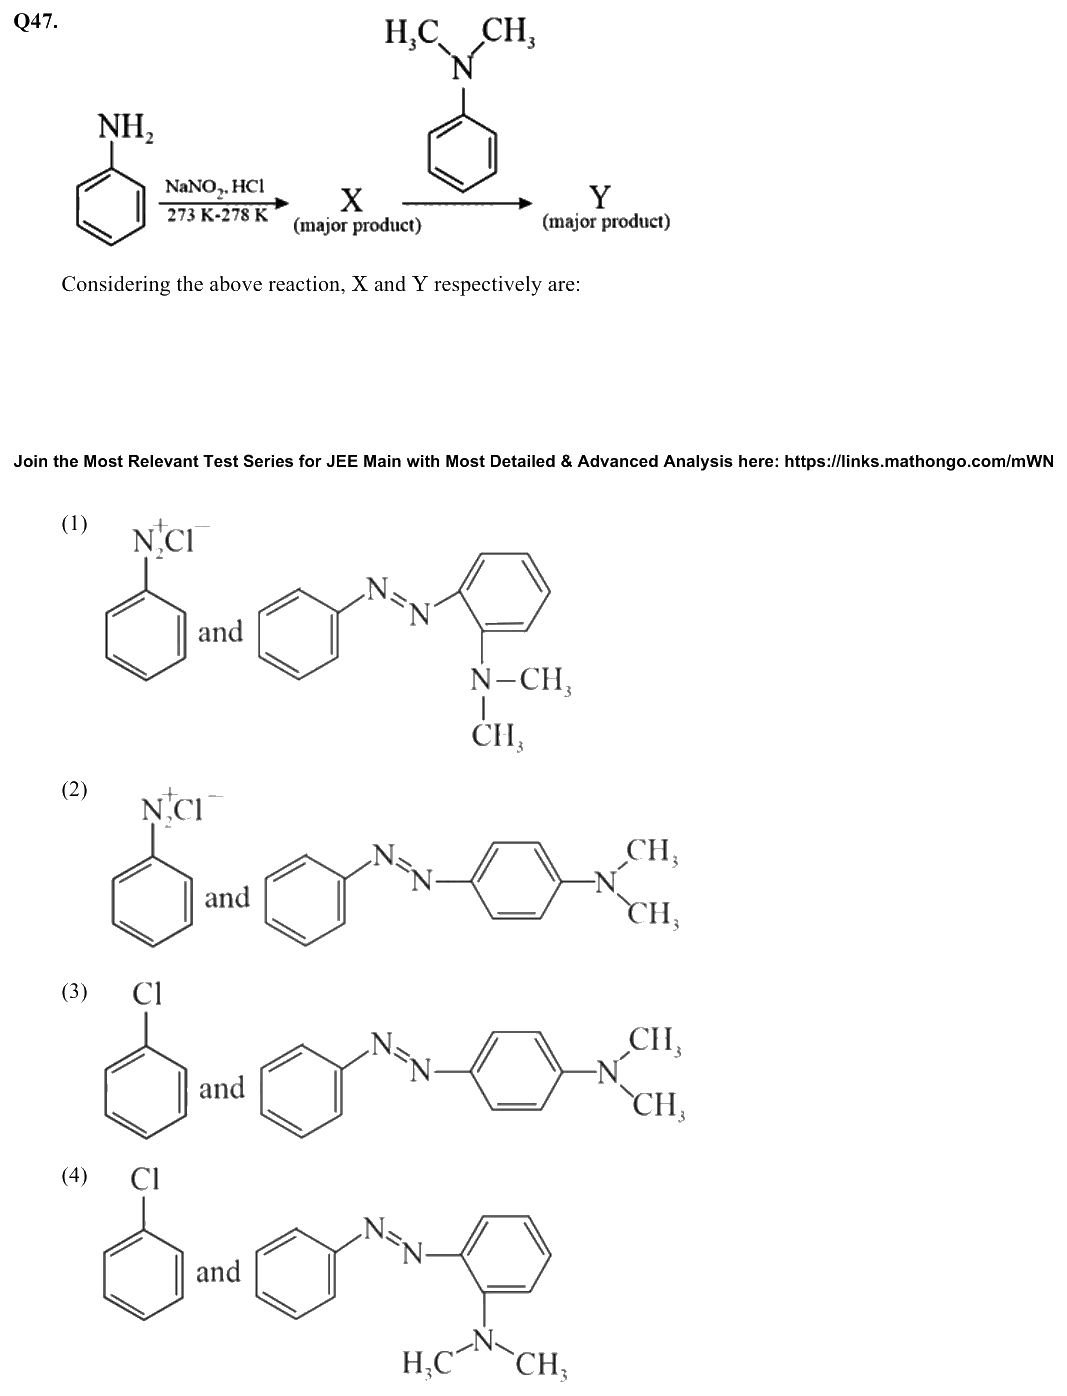 Q47.
H₃C CH₃
N
NH₂
NaNO₂, HCl
273 K-278 K
X
(major product)
Y
(major product)
Considering the above reaction, X and Y respectively are:
Join the Most Relevant Test Series for JEE Main with Most Detailed & Advanced Analysis here: https://links.mathongo.com/mWN
(1)
N₂⁺Cl⁻
and
N
N
N–CH₃
CH₃
(2)
N₂⁺Cl⁻
and
N
N
N
CH₃
CH₃
(3)
Cl
and
N
N
N
CH₃
CH₃
(4)
Cl
and
N
N
N
H₃C CH₃